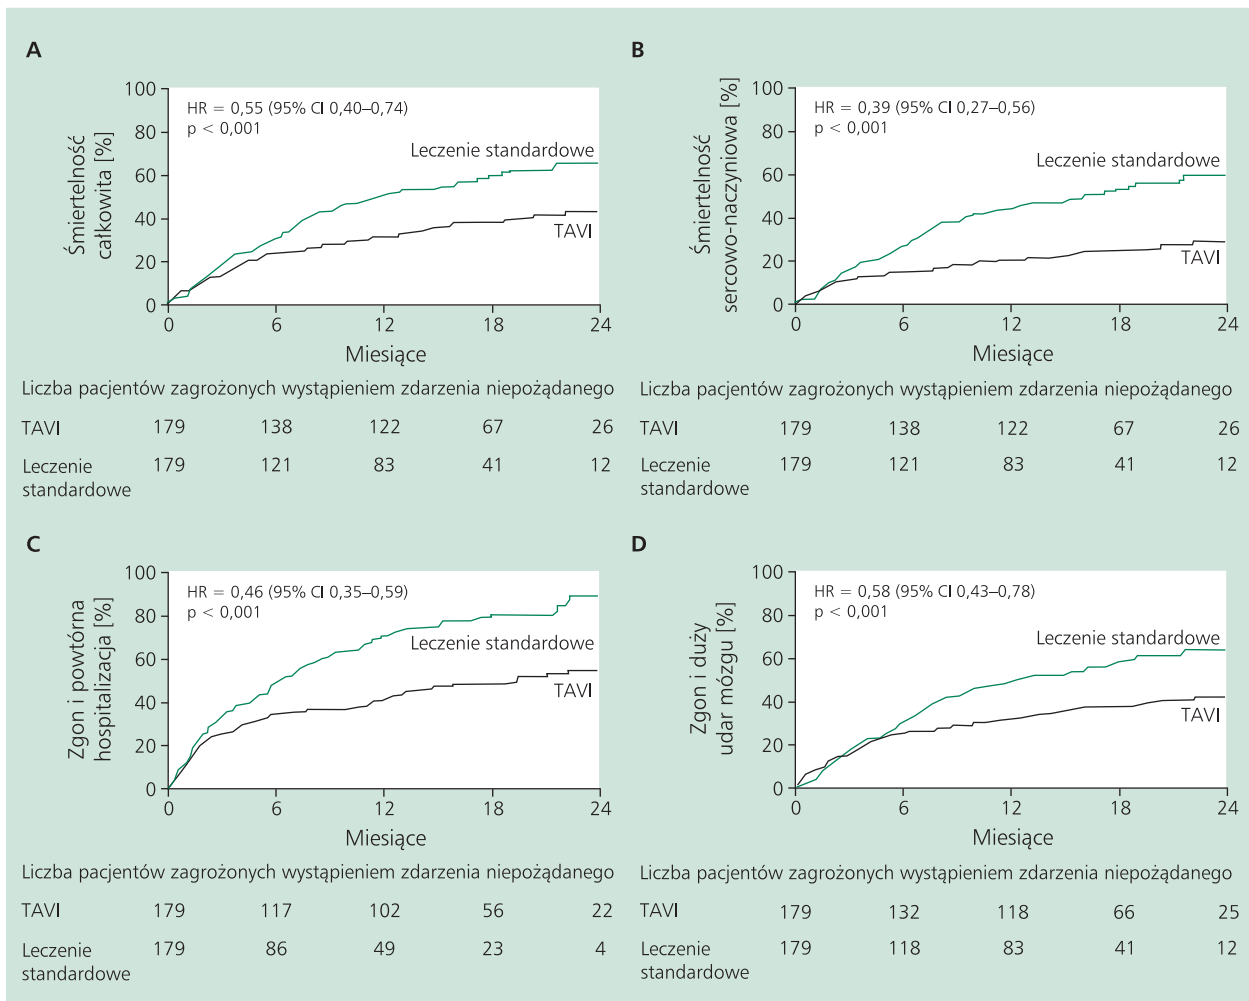 A
Śmiertelność
całkowita [%]
100
80
60
40
20
0
HR = 0,55 (95% CI 0,40–0,74)
p < 0,001
Leczenie standardowe
TAVI
0 6 12 18 24
Miesiące
Liczba pacjentów zagrożonych wystąpieniem zdarzenia niepożądanego
TAVI 179 138 122 67 26
Leczenie 179 121 83 41 12
standardowe
B
Śmiertelność
sercowo-naczyniowa [%]
100
80
60
40
20
0
HR = 0,39 (95% CI 0,27–0,56)
p < 0,001
Leczenie standardowe
TAVI
0 6 12 18 24
Miesiące
Liczba pacjentów zagrożonych wystąpieniem zdarzenia niepożądanego
TAVI 179 138 122 67 26
Leczenie 179 121 83 41 12
standardowe
C
Zgon i powtórna
hospitalizacja [%]
100
80
60
40
20
0
HR = 0,46 (95% CI 0,35–0,59)
p < 0,001
Leczenie standardowe
TAVI
0 6 12 18 24
Miesiące
Liczba pacjentów zagrożonych wystąpieniem zdarzenia niepożądanego
TAVI 179 117 102 56 22
Leczenie 179 86 49 23 4
standardowe
D
Zgon i duży
udar mózgu [%]
100
80
60
40
20
0
HR = 0,58 (95% CI 0,43–0,78)
p < 0,001
Leczenie standardowe
TAVI
0 6 12 18 24
Miesiące
Liczba pacjentów zagrożonych wystąpieniem zdarzenia niepożądanego
TAVI 179 132 118 66 25
Leczenie 179 118 83 41 12
standardowe